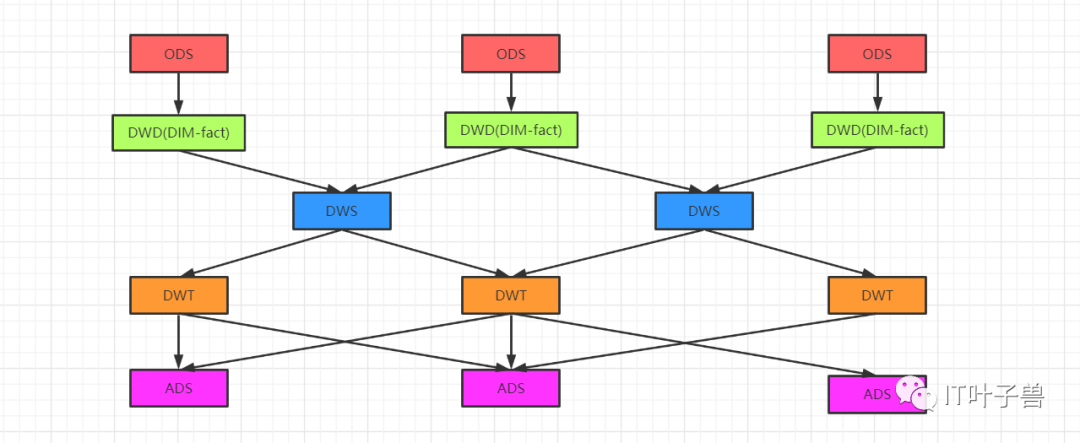 ODS
ODS
ODS
DWD(DIM-fact)
DWD(DIM-fact)
DWD(DIM-fact)
DWS
DWS
DWT
DWT
DWT
ADS
ADS
ADS
IT叶子兽